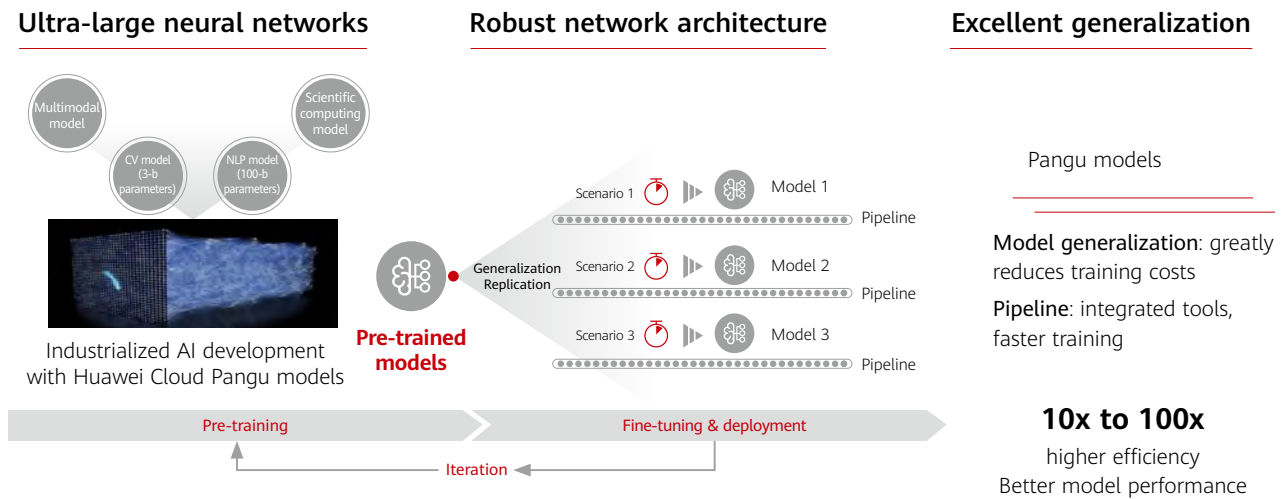 Ultra-large neural networks
Multimodal
model
Scientific
computing
model
CV model
(3-b
parameters)
NLP model
(100-b
parameters)
Industrialized AI development
with Huawei Cloud Pangu models
Robust network architecture
Pre-trained
models
Generalization
Replication
Scenario 1
Model 1
Pipeline
Scenario 2
Model 2
Pipeline
Scenario 3
Model 3
Pipeline
Excellent generalization
Pangu models
Model generalization: greatly
reduces training costs
Pipeline: integrated tools,
faster training
10x to 100x
higher efficiency
Better model performance
Pre-training
Fine-tuning & deployment
Iteration